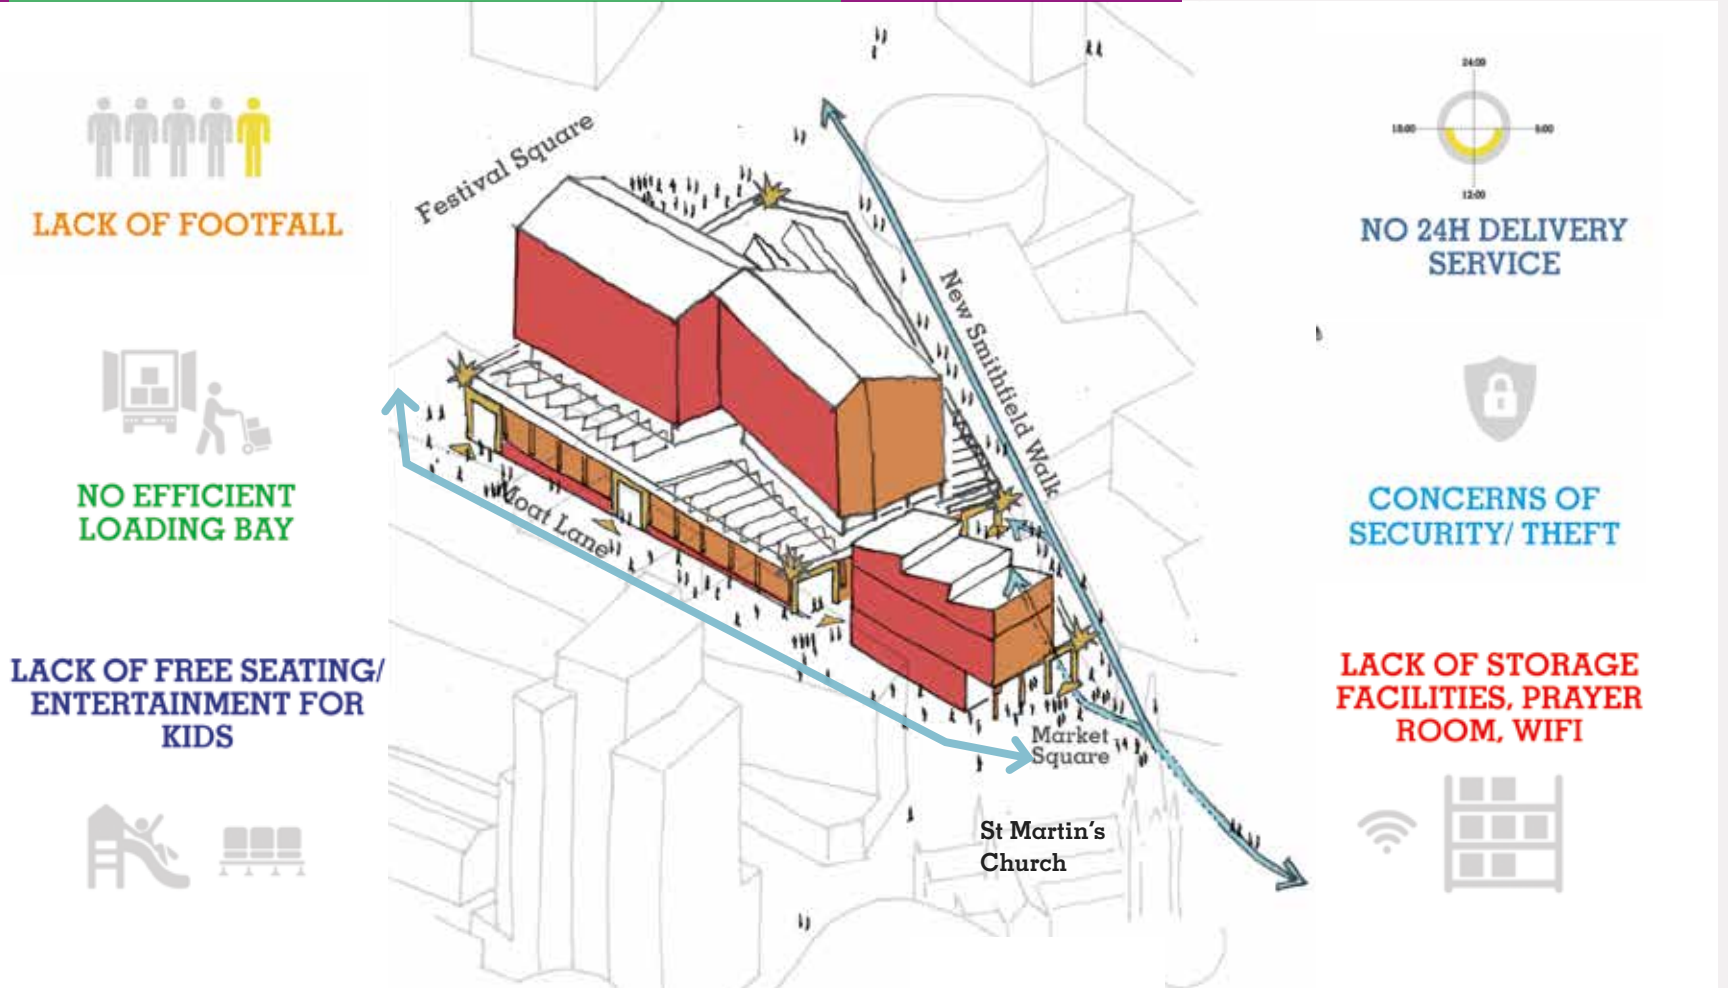 LACK OF FOOTFALL
NO EFFICIENT
LOADING BAY
LACK OF FREE SEATING/
ENTERTAINMENT FOR
KIDS
Festival Square
New Smithfield Walk
Moat Lane
Market
Square
St Martin's
Church
24:00
18:00
6:00
12:00
NO 24H DELIVERY
SERVICE
CONCERNS OF
SECURITY/ THEFT
LACK OF STORAGE
FACILITIES, PRAYER
ROOM, WIFI